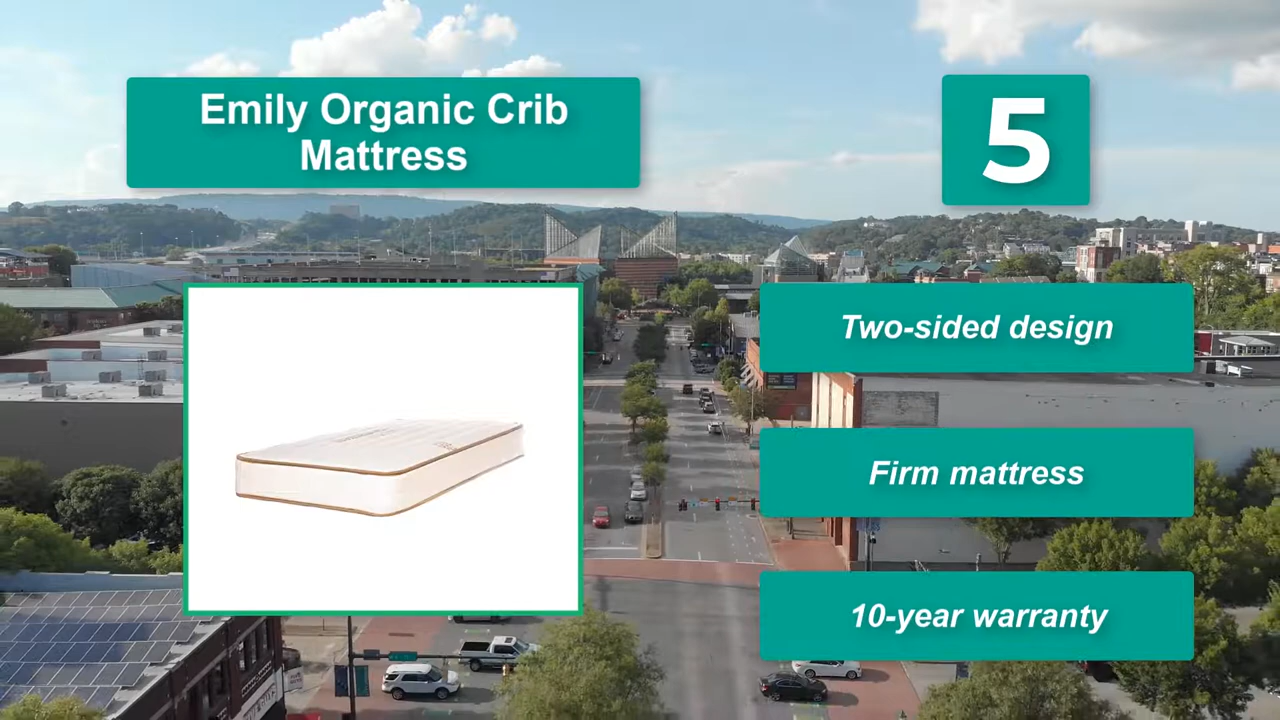 Emily Organic Crib
Mattress
5
Two-sided design
Firm mattress
10-year warranty